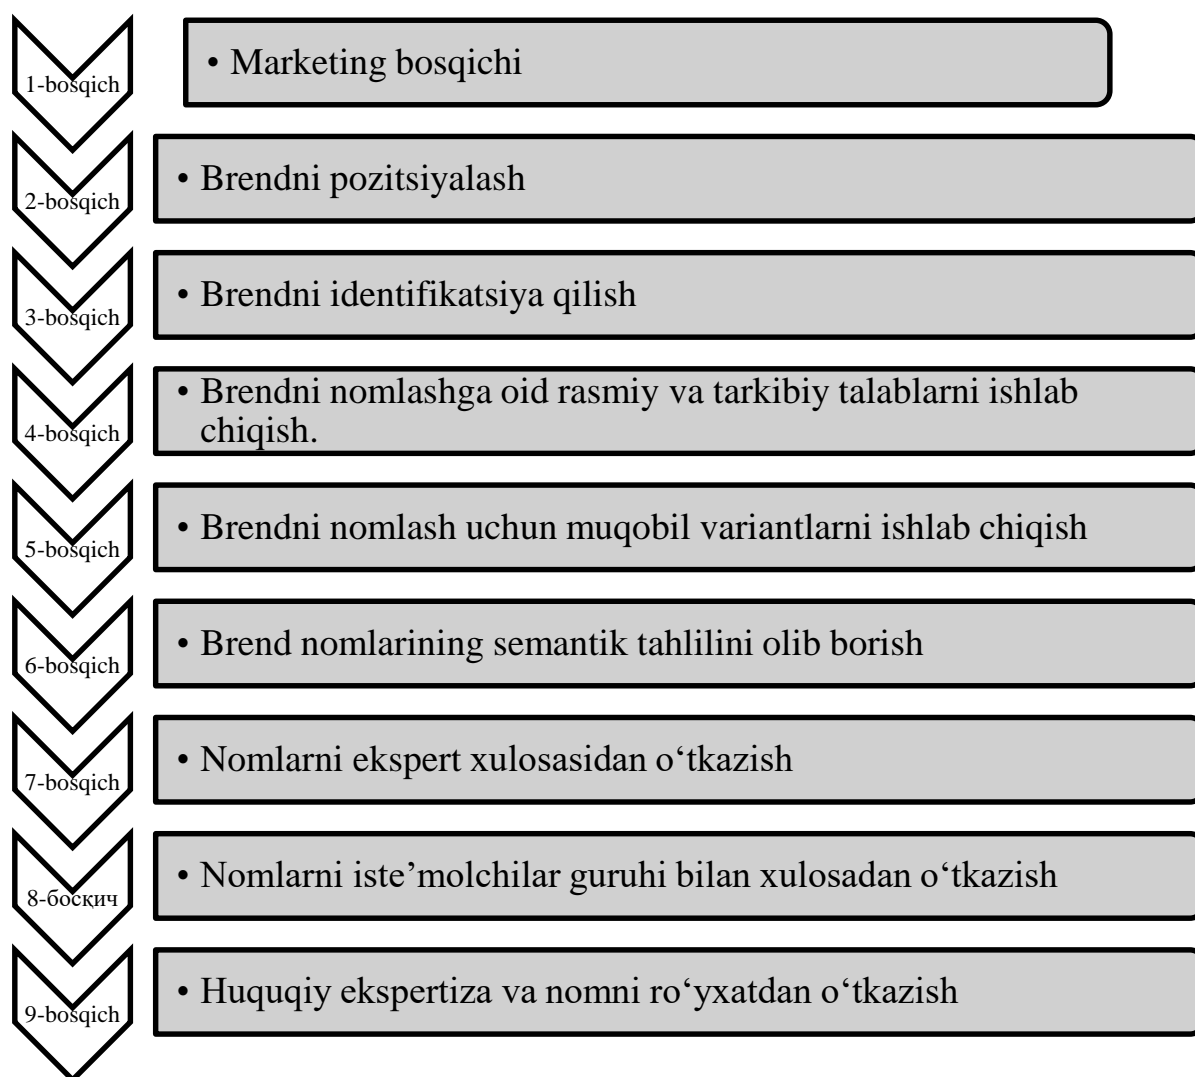 1-bosqich
• Marketing bosqichi
2-bosqich
• Brendni pozitsiyalash
3-bosqich
• Brendni identifikatsiya qilish
4-bosqich
• Brendni nomlashga oid rasmiy va tarkibiy talablarni ishlab
chiqish.
5-bosqich
• Brendni nomlash uchun muqobil variantlarni ishlab chiqish
6-bosqich
• Brend nomlarining semantik tahlilini olib borish
7-bosqich
• Nomlarni ekspert xulosasidan o‘tkazish
8-босқич
• Nomlarni iste’molchilar guruhi bilan xulosadan o‘tkazish
9-bosqich
• Huquqiy ekspertiza va nomni ro‘yxatdan o‘tkazish